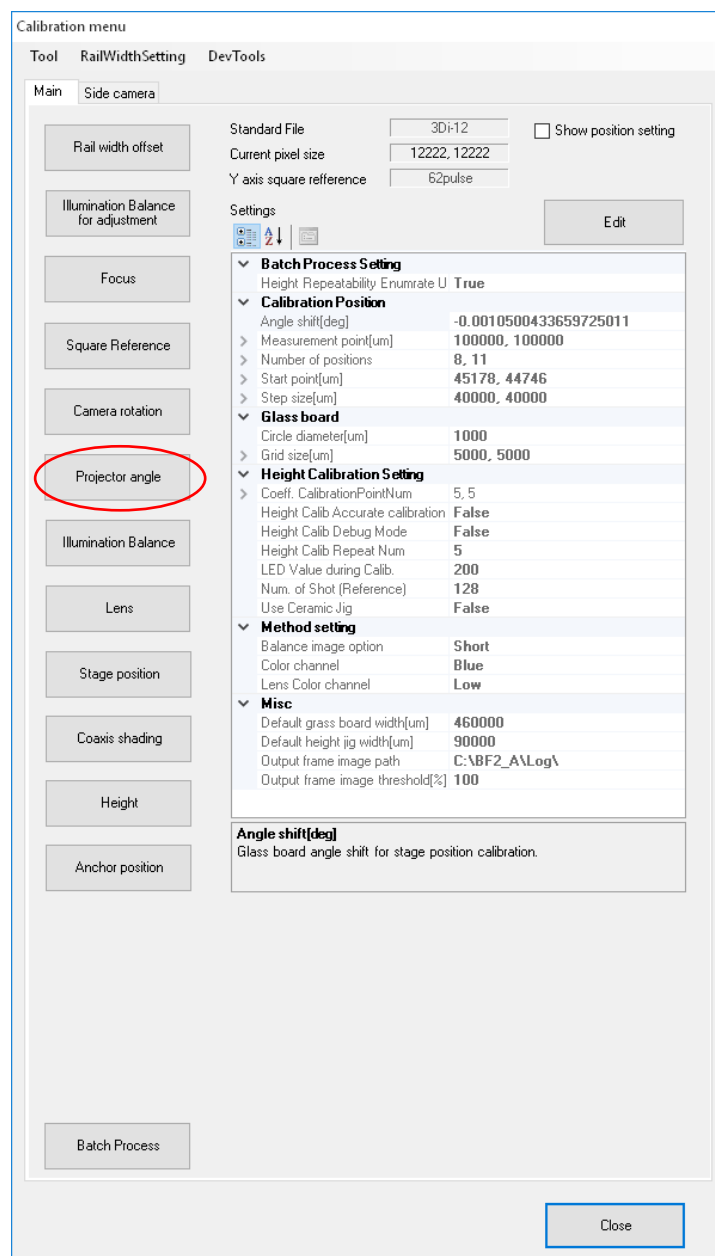 Calibration menu
Tool RailWidthSetting DevTools
Main Side camera
Rail width offset
Illumination Balance
for adjustment
Focus
Square Reference
Camera rotation
Projector angle
Illumination Balance
Lens
Stage position
Coaxis shading
Height
Anchor position
Batch Process
Standard File 3Di-12
Show position setting
Current pixel size 12222, 12222
Y axis square refference 62pulse
Settings
Edit
Batch Process Setting
Height Repeatability Enumrate U True
Calibration Position
Angle shift[deg] -0.0010500433659725011
Measurement point[um] 100000, 100000
Number of positions 8, 11
Start point[um] 45178, 44746
Step size[um] 40000, 40000
Glass board
Circle diameter[um] 1000
Grid size[um] 5000, 5000
Height Calibration Setting
Coeff. CalibrationPointNum 5, 5
Height Calib Accurate calibration False
Height Calib Debug Mode False
Height Calib Repeat Num 5
LED Value during Calib. 200
Num. of Shot (Reference) 128
Use Ceramic Jig False
Method setting
Balance image option Short
Color channel Blue
Lens Color channel Low
Misc
Default grass board width[um] 460000
Default height jig width[um] 90000
Output frame image path C:\BF2_A\Log\
Output frame image threshold[%] 100
Angle shift[deg]
Glass board angle shift for stage position calibration.
Close